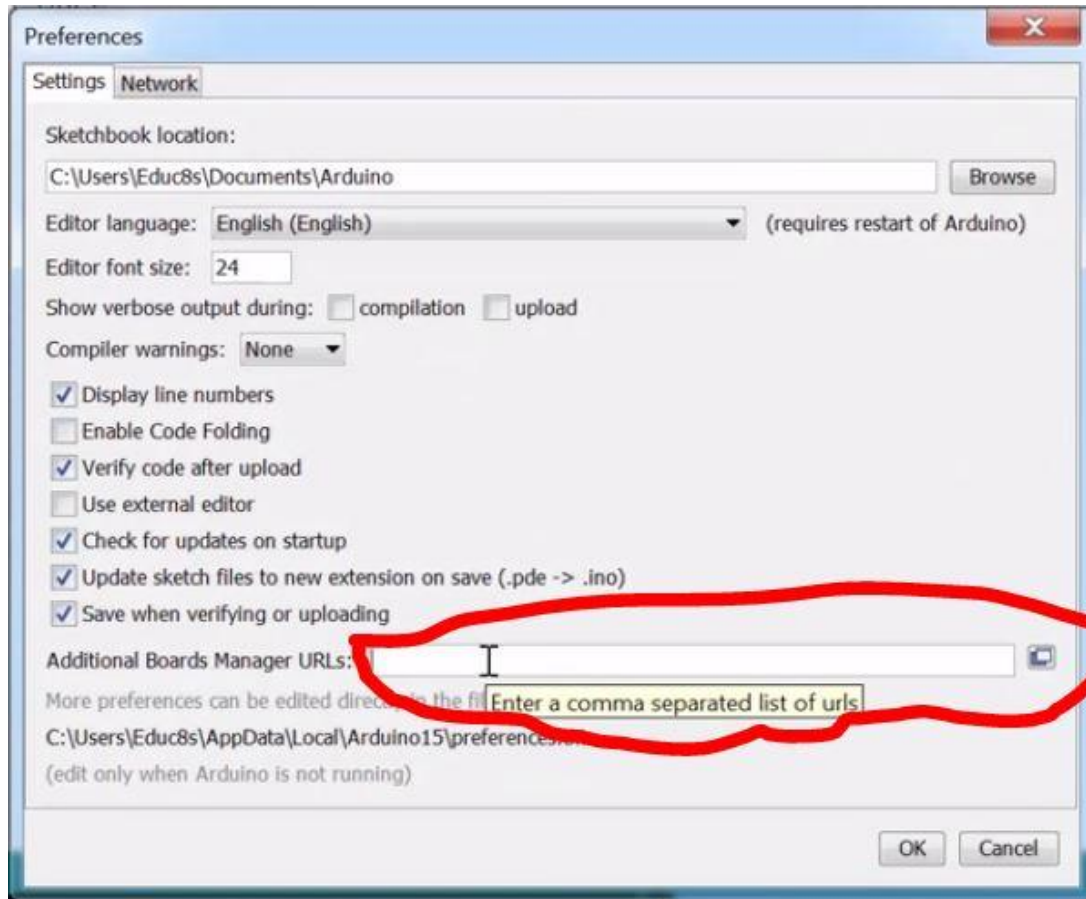 Preferences
Settings Network
Sketchbook location:
C:\Users\Educ8s\Documents\Arduino Browse
Editor language: English (English) (requires restart of Arduino)
Editor font size: 24
Show verbose output during: compilation upload
Compiler warnings: None
Display line numbers
Enable Code Folding
Verify code after upload
Use external editor
Check for updates on startup
Update sketch files to new extension on save (.pde -> .ino)
Save when verifying or uploading
Additional Boards Manager URLs:
More preferences can be edited in the
Enter a comma separated list of urls
C:\Users\Educ8s\AppData\Local\Arduino15\preferences
(edit only when Arduino is not running)
OK Cancel